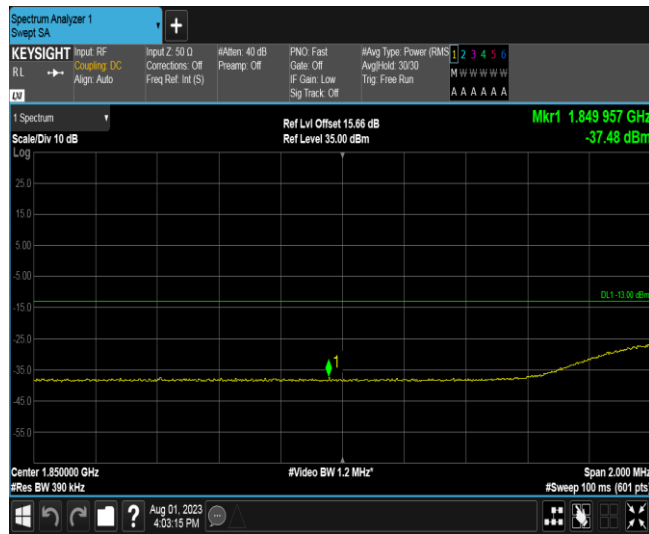 Spectrum Analyzer 1
Swept SA
+
KEYSIGHT
RL
LXI
Input: RF
Coupling: DC
Align: Auto
Input Z: 50 Ω
Corrections: Off
Freq Ref: Int (S)
#Atten: 40 dB
Preamp: Off
PNO: Fast
Gate: Off
IF Gain: Low
Sig Track: Off
#Avg Type: Power (RMS
Avg|Hold: 30/30
Trig: Free Run
1 2 3 4 5 6
M W W W W W
A A A A A A
1 Spectrum
Scale/Div 10 dB
Log
Ref Lvl Offset 15.66 dB
Ref Level 35.00 dBm
Mkr1 1.849 957 GHz
-37.48 dBm
25.0
15.0
5.00
-5.00
-15.0
-25.0
-35.0
-45.0
-55.0
DL1 -13.00 dBm
1
Center 1.850000 GHz
#Res BW 390 kHz
#Video BW 1.2 MHz*
Span 2.000 MHz
#Sweep 100 ms (601 pts)
?
Aug 01, 2023
4:03:15 PM